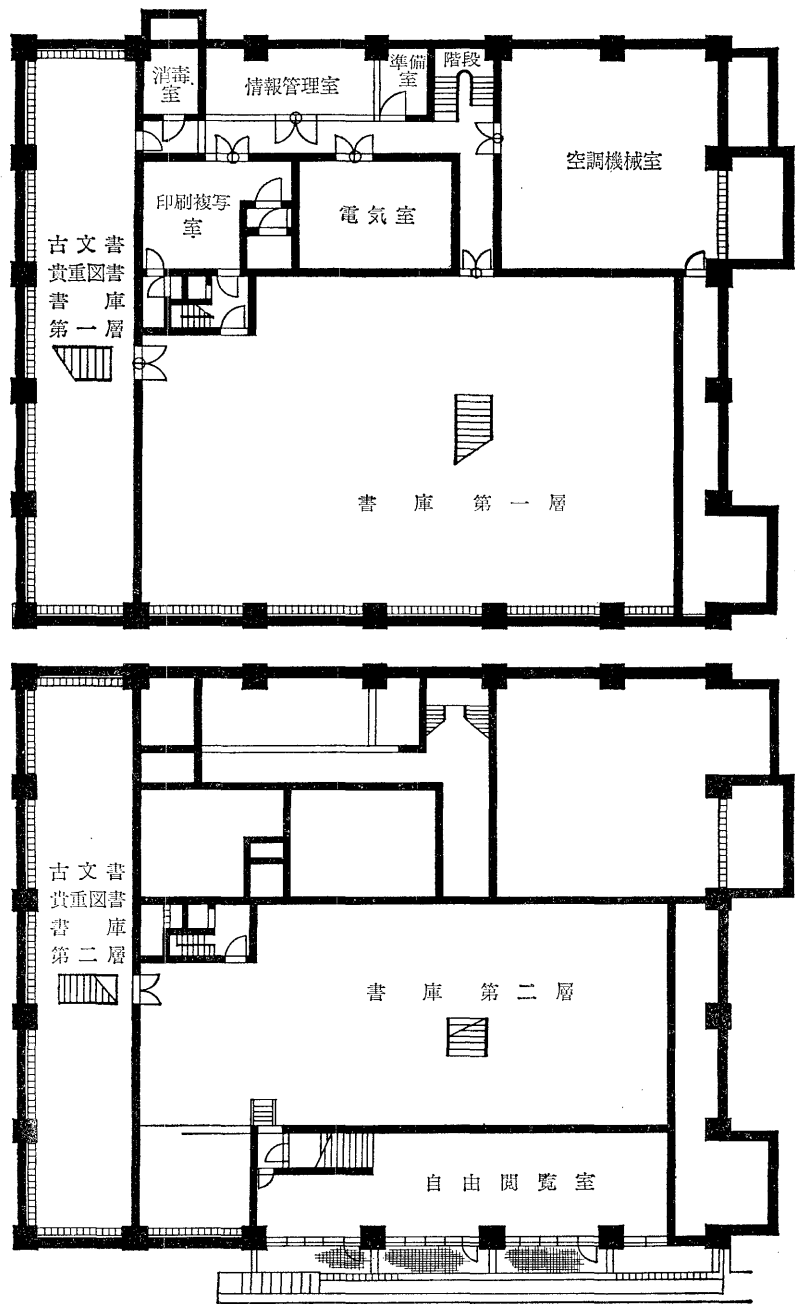 消毒
室
情報管理室
準備
室
階段
空調機械室
印刷複写
室
電気室
古文書
貴重図書
書庫
第一層
書庫第一層
古文書
貴重図書
書庫
第二層
書庫第二層
自由閲覧室